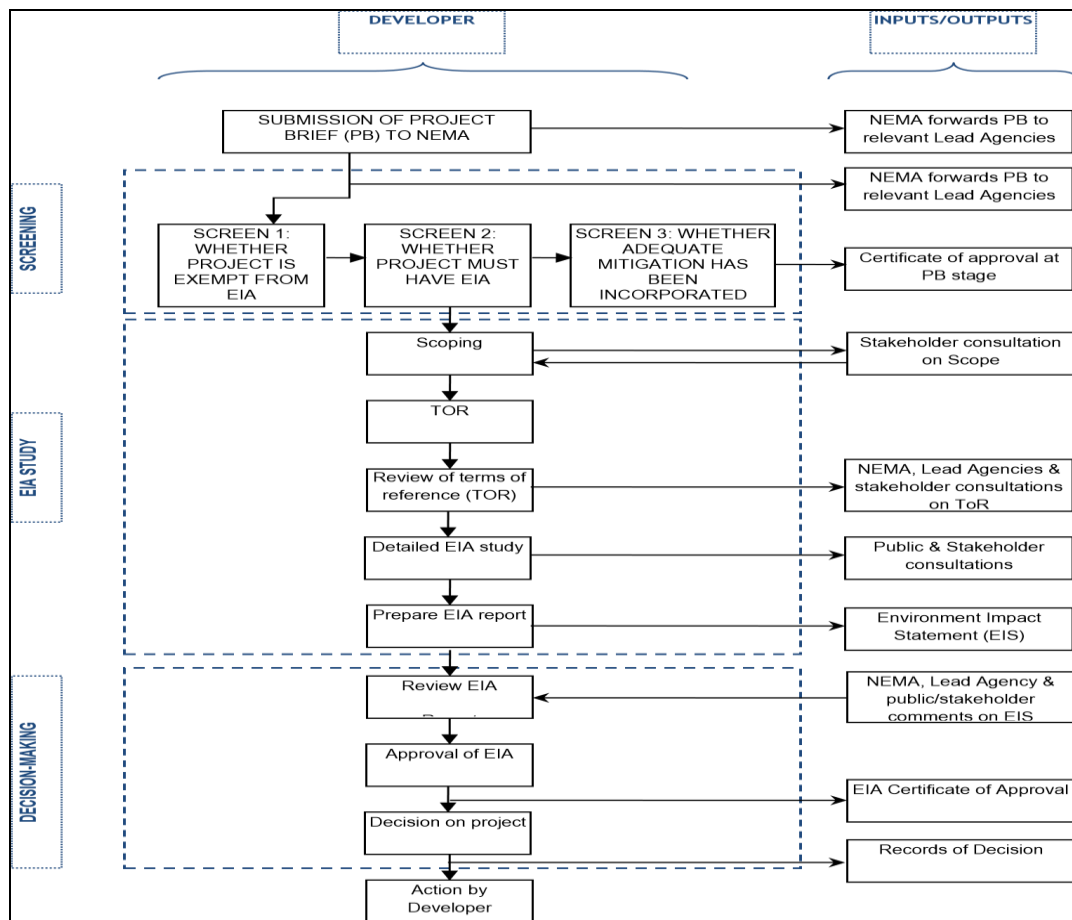 DEVELOPER
INPUTS/OUTPUTS
SUBMISSION OF PROJECT
BRIEF (PB) TO NEMA
NEMA forwards PB to
relevant Lead Agencies
NEMA forwards PB to
relevant Lead Agencies
SCREENING
SCREEN 1:
WHETHER
PROJECT IS
EXEMPT FROM
EIA
SCREEN 2:
WHETHER
PROJECT MUST
HAVE EIA
SCREEN 3: WHETHER
ADEQUATE
MITIGATION HAS
BEEN
INCORPORATED
Certificate of approval at
PB stage
Scoping
Stakeholder consultation
on Scope
EIA STUDY
TOR
Review of terms of
reference (TOR)
NEMA, Lead Agencies &
stakeholder consultations
on ToR
Detailed EIA study
Public & Stakeholder
consultations
Prepare EIA report
Environment Impact
Statement (EIS)
DECISION-MAKING
Review EIA
NEMA, Lead Agency &
public/stakeholder
comments on EIS
Approval of EIA
EIA Certificate of Approval
Decision on project
Records of Decision
Action by
Developer